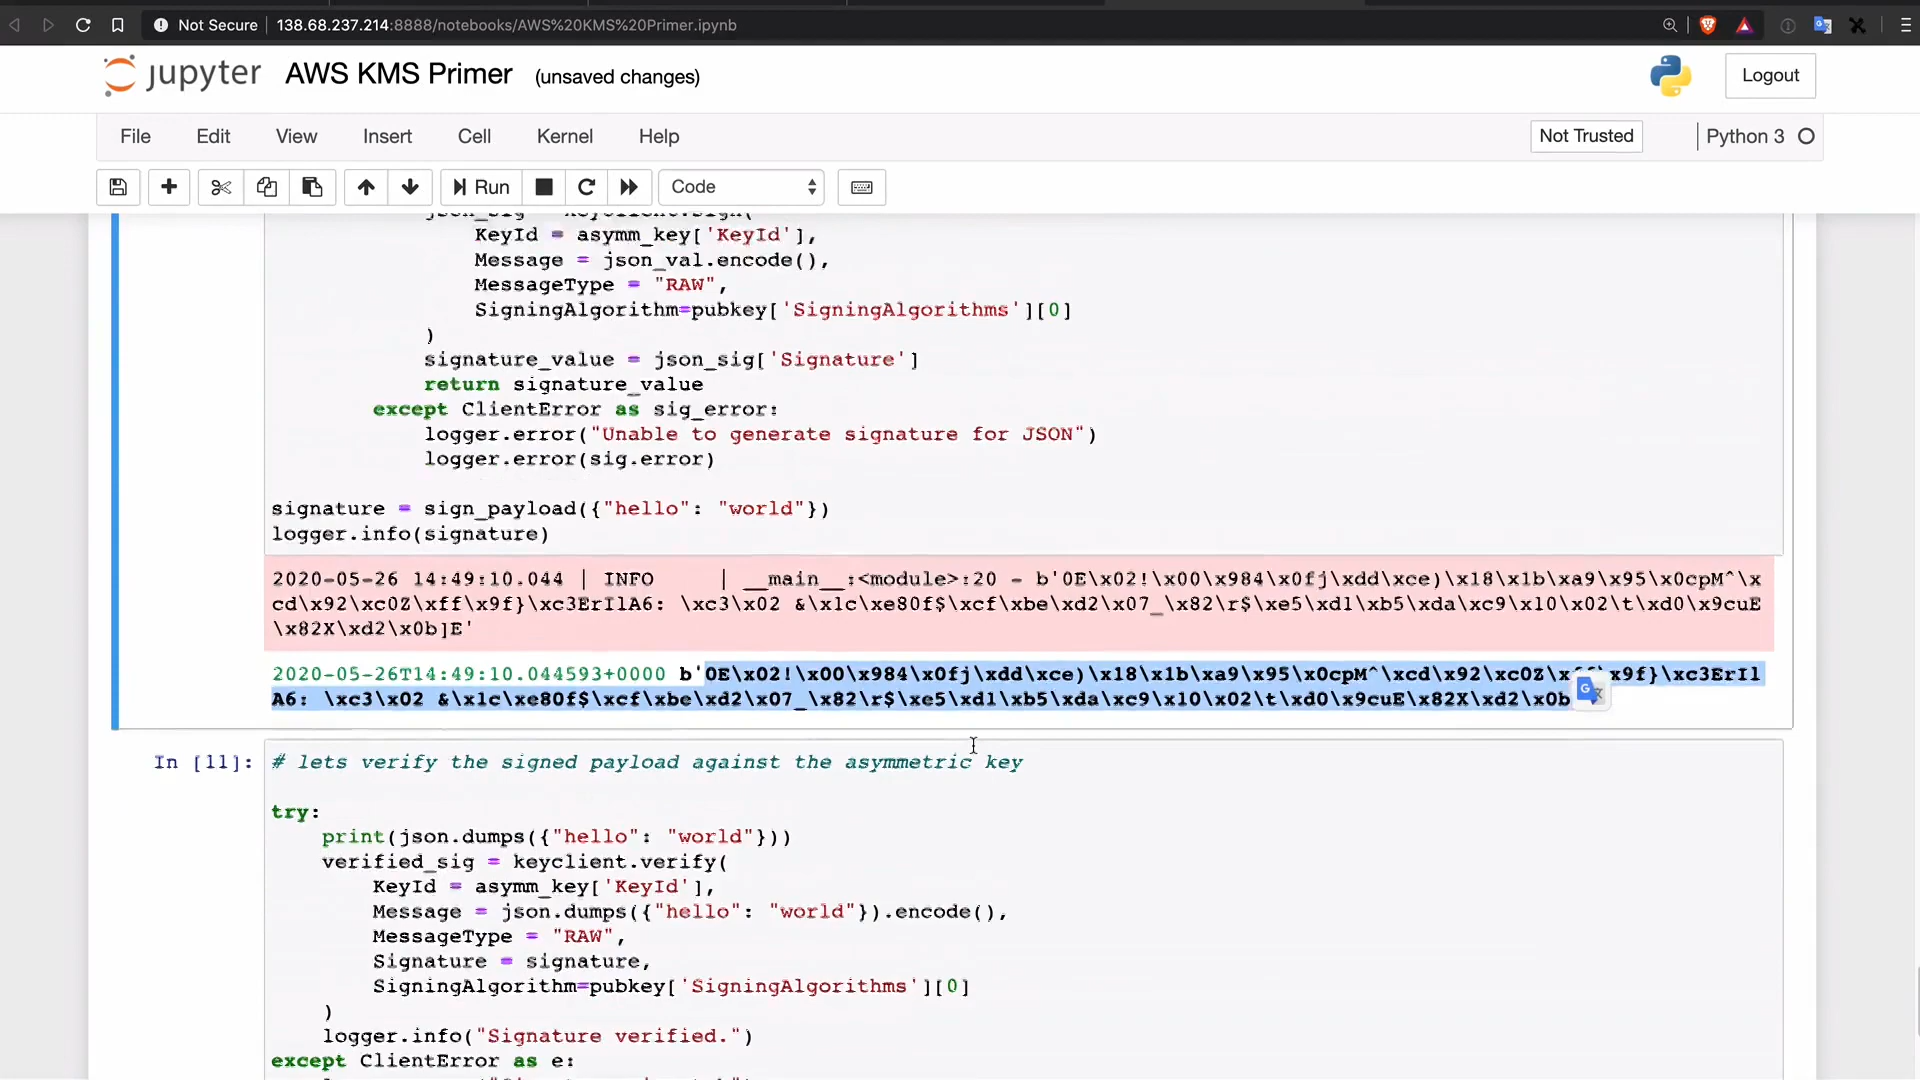 Not Secure 138.68.237.214:8888/notebooks/AWS%20KMS%20Primer.ipynb
jupyter AWS KMS Primer (unsaved changes) Logout
File Edit View Insert Cell Kernel Help Not Trusted Python 3
Run Code
KeyId = asymm_key['KeyId'],
Message = json_val.encode(),
MessageType = "RAW",
SigningAlgorithm=pubkey['SigningAlgorithms'][0]
)
signature_value = json_sig['Signature']
return signature_value
except ClientError as sig_error:
logger.error("Unable to generate signature for JSON")
logger.error(sig.error)
signature = sign_payload({"hello": "world"})
logger.info(signature)
2020-05-26 14:49:10.044 | INFO | __main__:<module>:20 - b'0E\x02!\x00\x984\x0fj\xdd\xce)\x18\x1b\xa9\x95\x0cpM^\x
cd\x92\xc0Z\xff\x9f}\xc3ErIlA6: \xc3\x02 &\x1c\xe80f$\xcf\xbe\xd2\x07_\x82\r$\xe5\xd1\xb5\xda\xc9\x10\x02\t\xd0\x9cuE
\x82X\xd2\x0b]E'
2020-05-26T14:49:10.044593+0000 b'0E\x02!\x00\x984\x0fj\xdd\xce)\x18\x1b\xa9\x95\x0cpM^\xcd\x92\xc0Z\xff\x9f}\xc3ErIl
A6: \xc3\x02 &\x1c\xe80f$\xcf\xbe\xd2\x07_\x82\r$\xe5\xd1\xb5\xda\xc9\x10\x02\t\xd0\x9cuE\x82X\xd2\x0b
In [11]: # lets verify the signed payload against the asymmetric key
try:
print(json.dumps({"hello": "world"}))
verified_sig = keyclient.verify(
KeyId = asymm_key['KeyId'],
Message = json.dumps({"hello": "world"}).encode(),
MessageType = "RAW",
Signature = signature,
SigningAlgorithm=pubkey['SigningAlgorithms'][0]
)
logger.info("Signature verified.")
except ClientError as e: